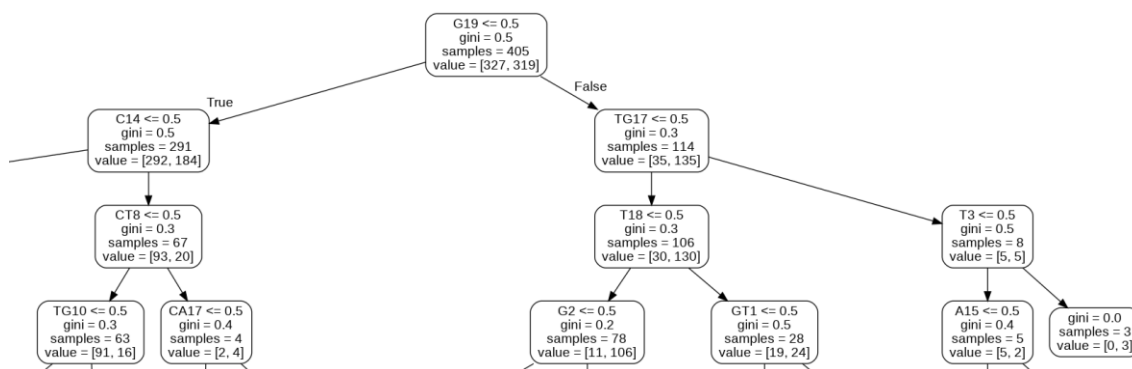 G19 <= 0.5
gini = 0.5
samples = 405
value = [327, 319]
True
False
C14 <= 0.5
gini = 0.5
samples = 291
value = [292, 184]
TG17 <= 0.5
gini = 0.3
samples = 114
value = [35, 135]
CT8 <= 0.5
gini = 0.3
samples = 67
value = [93, 20]
T18 <= 0.5
gini = 0.3
samples = 106
value = [30, 130]
T3 <= 0.5
gini = 0.5
samples = 8
value = [5, 5]
TG10 <= 0.5
gini = 0.3
samples = 63
value = [91, 16]
CA17 <= 0.5
gini = 0.4
samples = 4
value = [2, 4]
G2 <= 0.5
gini = 0.2
samples = 78
value = [11, 106]
GT1 <= 0.5
gini = 0.5
samples = 28
value = [19, 24]
A15 <= 0.5
gini = 0.4
samples = 5
value = [5, 2]
gini = 0.0
samples = 3
value = [0, 3]